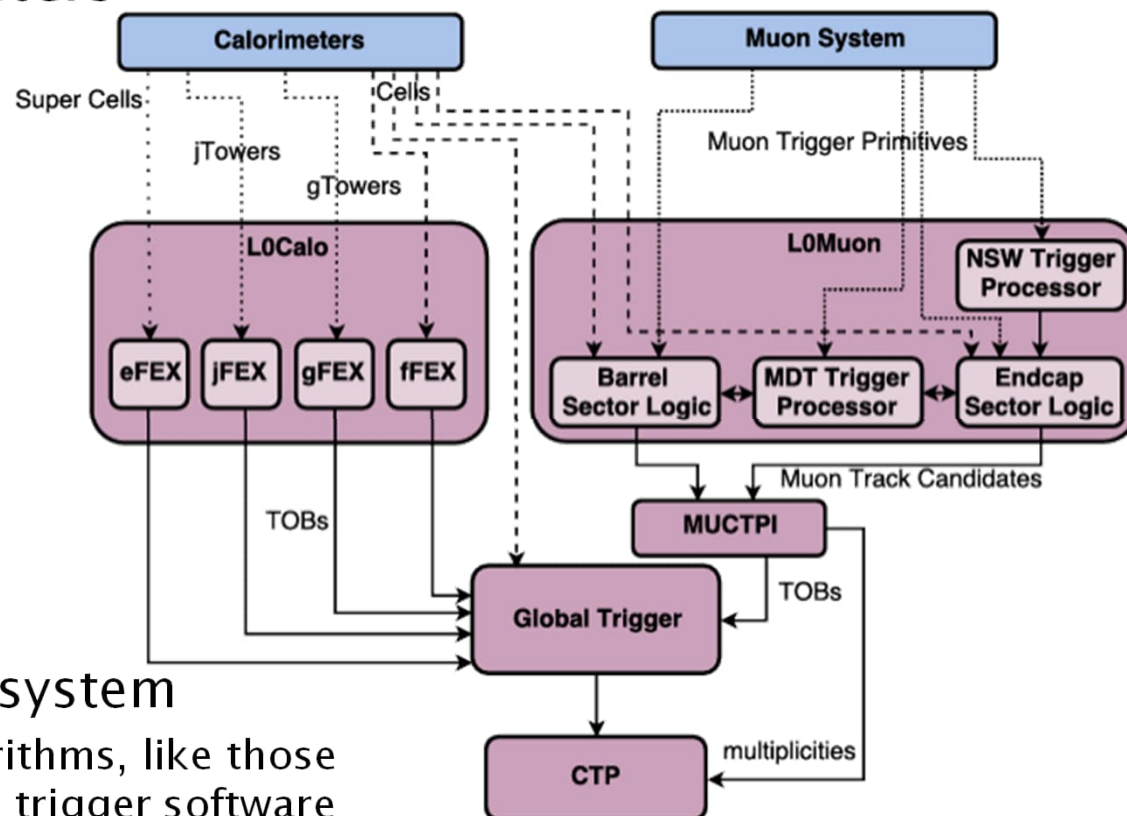 Calorimeters
Muon System
Super Cells
Cells
jTowers
gTowers
Muon Trigger Primitives
L0Calo
L0Muon
NSW Trigger
Processor
eFEX
jFEX
gFEX
fFEX
Barrel
Sector Logic
MDT Trigger
Processor
Endcap
Sector Logic
Muon Track Candidates
TOBs
MUCTPI
TOBs
Global Trigger
system
rithms, like those
trigger software
multiplicities
CTP